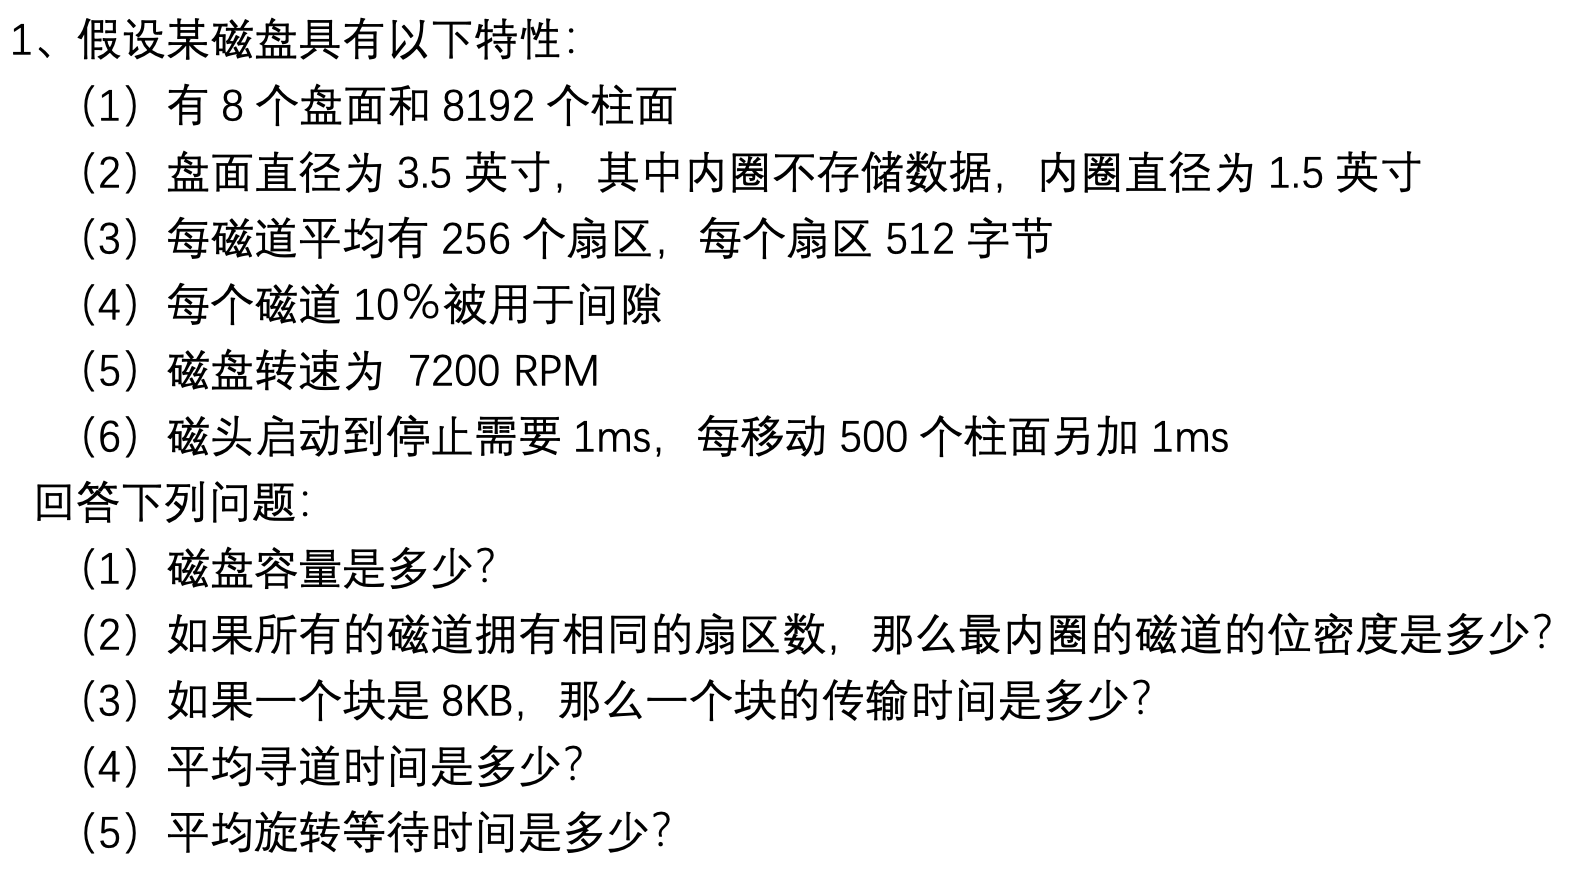 1、假设某磁盘具有以下特性：
（1）有 8 个盘面和 8192 个柱面
（2）盘面直径为 3.5 英寸，其中内圈不存储数据，内圈直径为 1.5 英寸
（3）每磁道平均有 256 个扇区，每个扇区 512 字节
（4）每个磁道 10％被用于间隙
（5）磁盘转速为 7200 RPM
（6）磁头启动到停止需要 1ms，每移动 500 个柱面另加 1ms
回答下列问题：
（1）磁盘容量是多少？
（2）如果所有的磁道拥有相同的扇区数，那么最内圈的磁道的位密度是多少？
（3）如果一个块是 8KB，那么一个块的传输时间是多少？
（4）平均寻道时间是多少？
（5）平均旋转等待时间是多少？